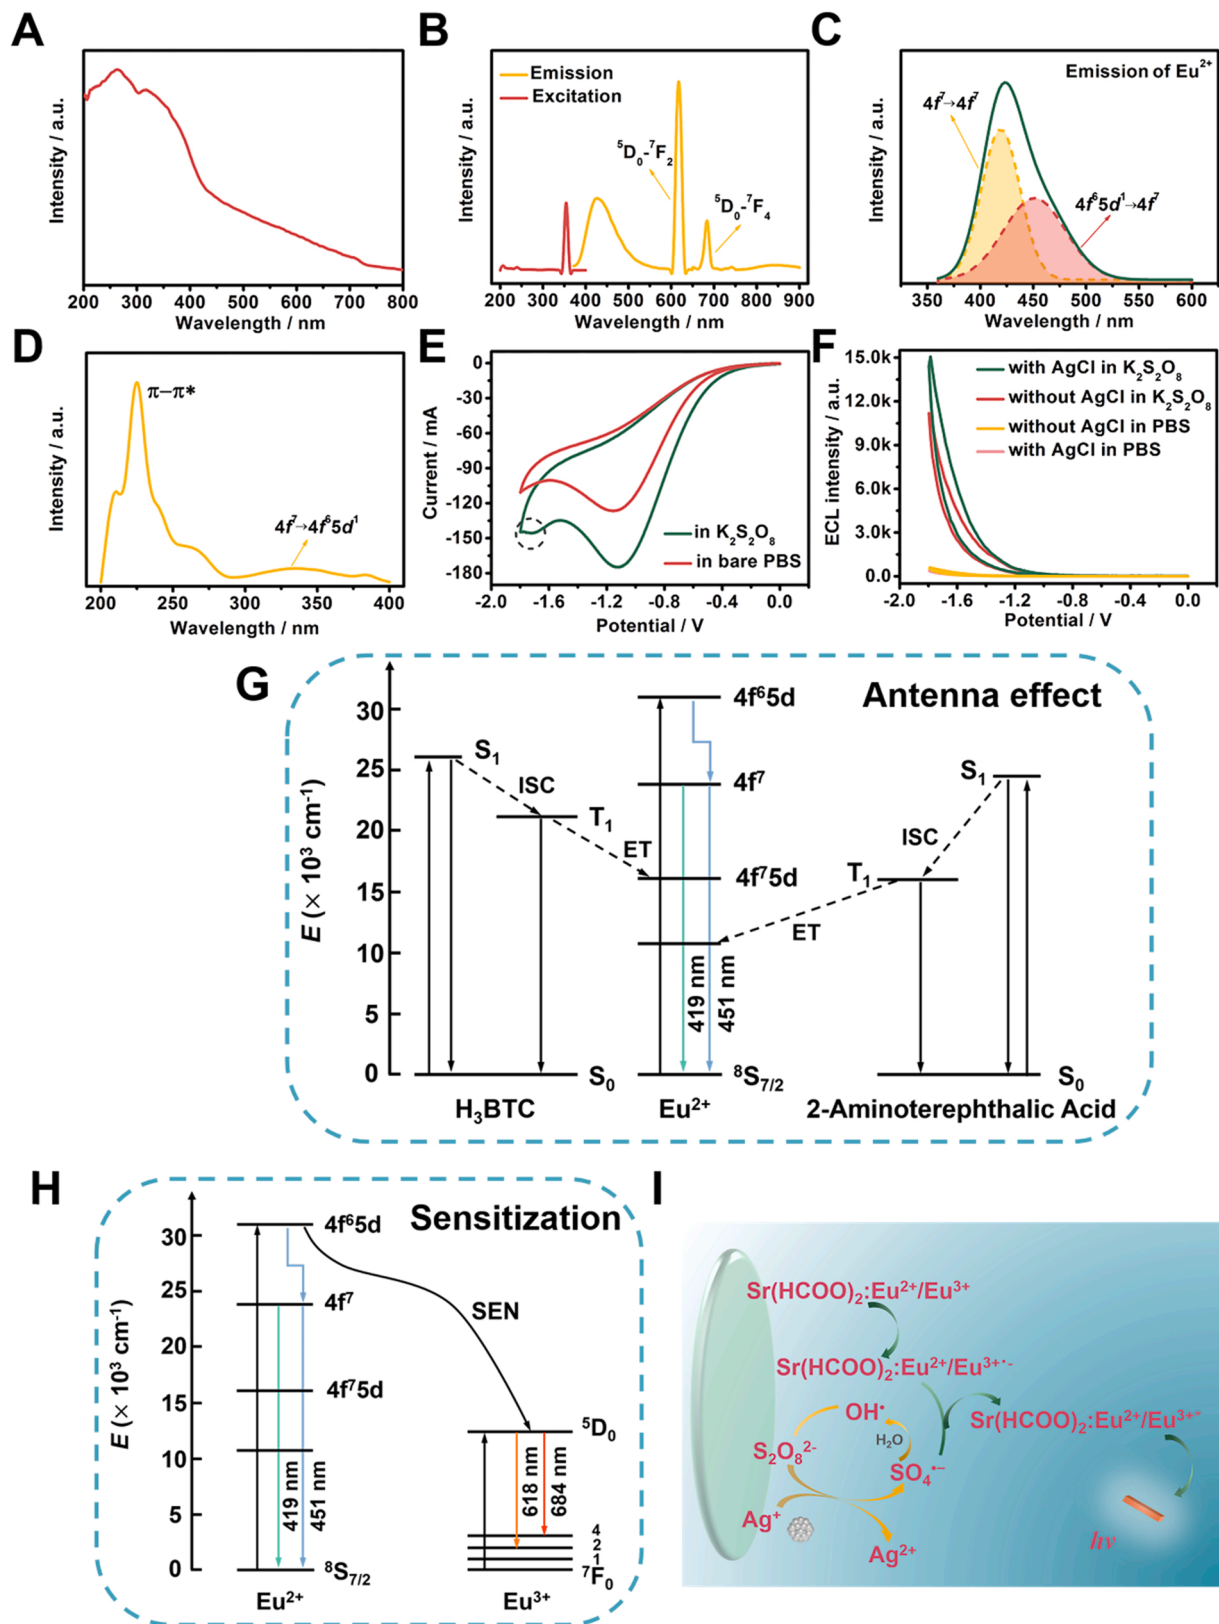 A
Intensity / a.u.
200 300 400 500 600 700 800
Wavelength / nm
B
Emission
Excitation
⁵D₀-⁷F₂
⁵D₀-⁷F₄
Intensity / a.u.
200 300 400 500 600 700 800 900
Wavelength / nm
C
Emission of Eu²⁺
4f⁷→4f⁷
4f⁶5d¹→4f⁷
Intensity / a.u.
350 400 450 500 550 600
Wavelength / nm
D
π−π*
4f⁷→4f⁶5d¹
Intensity / a.u.
200 250 300 350 400
Wavelength / nm
E
0
-30
-60
-90
-120
-150
-180
Current / mA
in K₂S₂O₈
in bare PBS
-2.0 -1.6 -1.2 -0.8 -0.4 0.0
Potential / V
F
15.0k
12.0k
9.0k
6.0k
3.0k
0.0
ECL intensity / a.u.
with AgCl in K₂S₂O₈
without AgCl in K₂S₂O₈
without AgCl in PBS
with AgCl in PBS
-2.0 -1.6 -1.2 -0.8 -0.4 0.0
Potential / V
G
Antenna effect
E (× 10³ cm⁻¹)
30
25
20
15
10
5
0
S₁
ISC
T₁
ET
S₀
H₃BTC
4f⁶5d
4f⁷
4f⁷5d
419 nm
451 nm
⁸S₇/₂
Eu²⁺
S₁
ISC
T₁
ET
S₀
2-Aminoterephthalic Acid
H
Sensitization
E (× 10³ cm⁻¹)
30
25
20
15
10
5
0
4f⁶5d
4f⁷
4f⁷5d
419 nm
451 nm
⁸S₇/₂
Eu²⁺
SEN
⁵D₀
618 nm
684 nm
4
2
1
⁷F₀
Eu³⁺
I
Sr(HCOO)₂:Eu²⁺/Eu³⁺
Sr(HCOO)₂:Eu²⁺/Eu³⁺·⁻
OH•
H₂O
Sr(HCOO)₂:Eu²⁺/Eu³⁺*
S₂O₈²⁻
SO₄•⁻
Ag⁺
Ag²⁺
hν